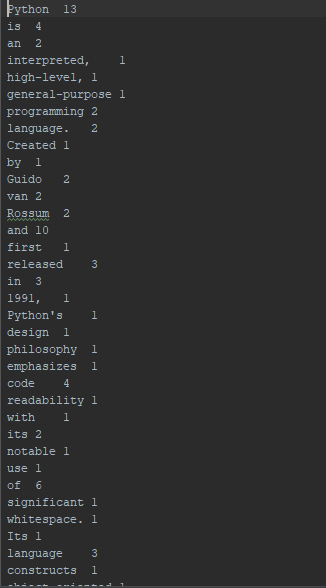 Python 13
is 4
an 2
interpreted, 1
high-level, 1
general-purpose 1
programming 2
language. 2
Created 1
by 1
Guido 2
van 2
Rossum 2
and 10
first 1
released 3
in 3
1991, 1
Python's 1
design 1
philosophy 1
emphasizes 1
code 4
readability 1
with 1
its 2
notable 1
use 1
of 6
significant 1
whitespace. 1
Its 1
language 3
constructs 1
object-oriented 1